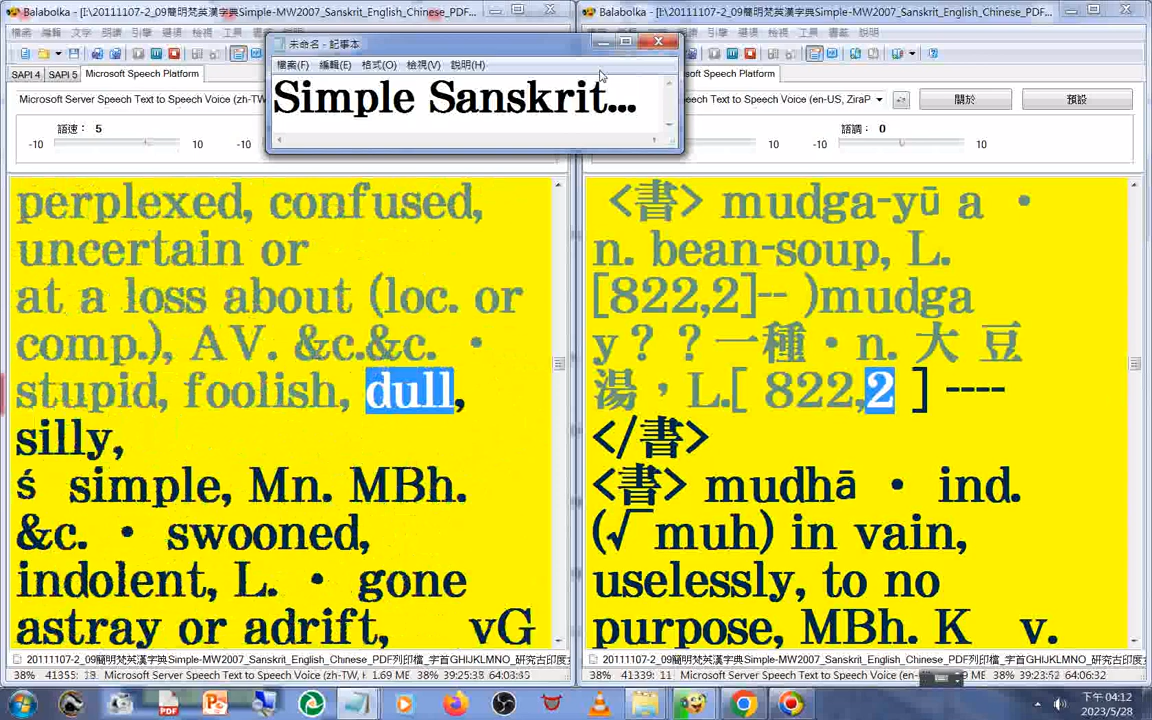 Balabolka - [I:\20111107-2_09簡明梵英漢字典Simple-MW2007_Sanskrit_English_Chinese_PDF...
Balabolka - [I:\20111107-2_09簡明梵英漢字典Simple-MW2007_Sanskrit_English_Chinese_PDF...
未命名 - 記事本
檔案(F) 編輯(E) 格式(O) 檢視(V) 說明(H)
Simple Sanskrit...
SAPI 4 SAPI 5 Microsoft Speech Platform
Speech Platform
Microsoft Server Speech Text to Speech Voice (zh-TW,
Speech Text to Speech Voice (en-US, ZiraP
關於 預設
語速： 5
語調： 0
-10 10 -10
10 -10 10
perplexed, confused,
uncertain or
at a loss about (loc. or
comp.), AV. &c.&c. •
stupid, foolish, dull,
silly,
ś simple, Mn. MBh.
&c. • swooned,
indolent, L. • gone
astray or adrift, vG
<書> mudga-yū a •
n. bean-soup, L.
[822,2]-- )mudga
y？？一種・n. 大 豆
湯，L.[ 822,2 ] ----
</書>
<書> mudhā • ind.
(√ muh) in vain,
uselessly, to no
purpose, MBh. K v.
20111107-2_09簡明梵英漢字典Simple-MW2007_Sanskrit_English_Chinese_PDF列印檔_字首GHIJKLMNO_研究古印度
20111107-2_09簡明梵英漢字典Simple-MW2007_Sanskrit_English_Chinese_PDF列印檔_字首GHIJKLMNO_研究古印度
38% 41355: Microsoft Server Speech Text to Speech Voice (zh-TW, 1.69 ME 38% 39:25:38
38% 41339: 11 Microsoft Server Speech Text to Speech Voice 38% 39:23:52 64:06:32
下午 04:12
2023/5/28